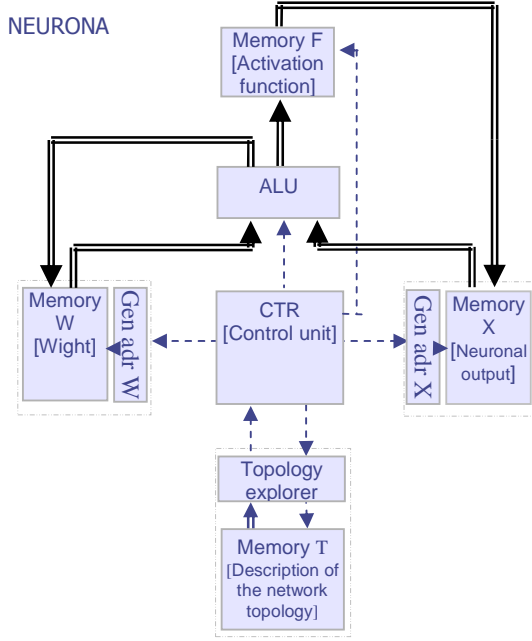 NEURONA
Memory F
[Activation
function]
ALU
Memory
W
[Wight]
Gen adr W
CTR
[Control unit]
Gen adr X
Memory
X
[Neuronal
output]
Topology
explorer
Memory T
[Description of
the network
topology]